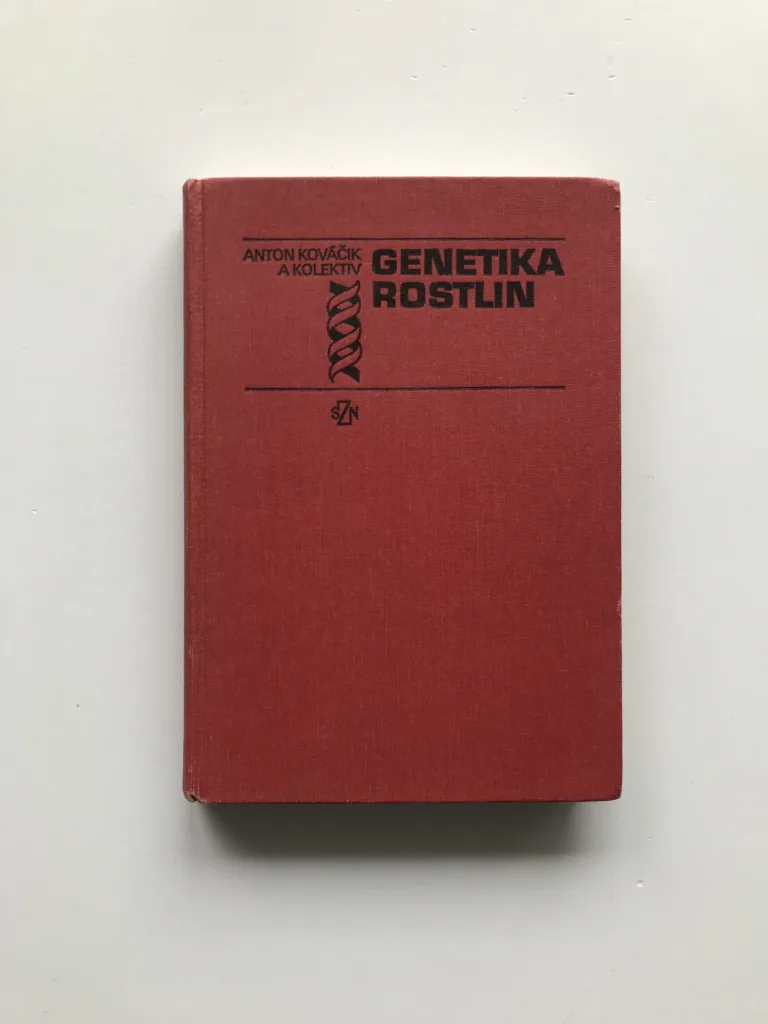 ANTON KOVÁČIK
A KOLEKTIV
GENETIKA
ROSTLIN
SZN